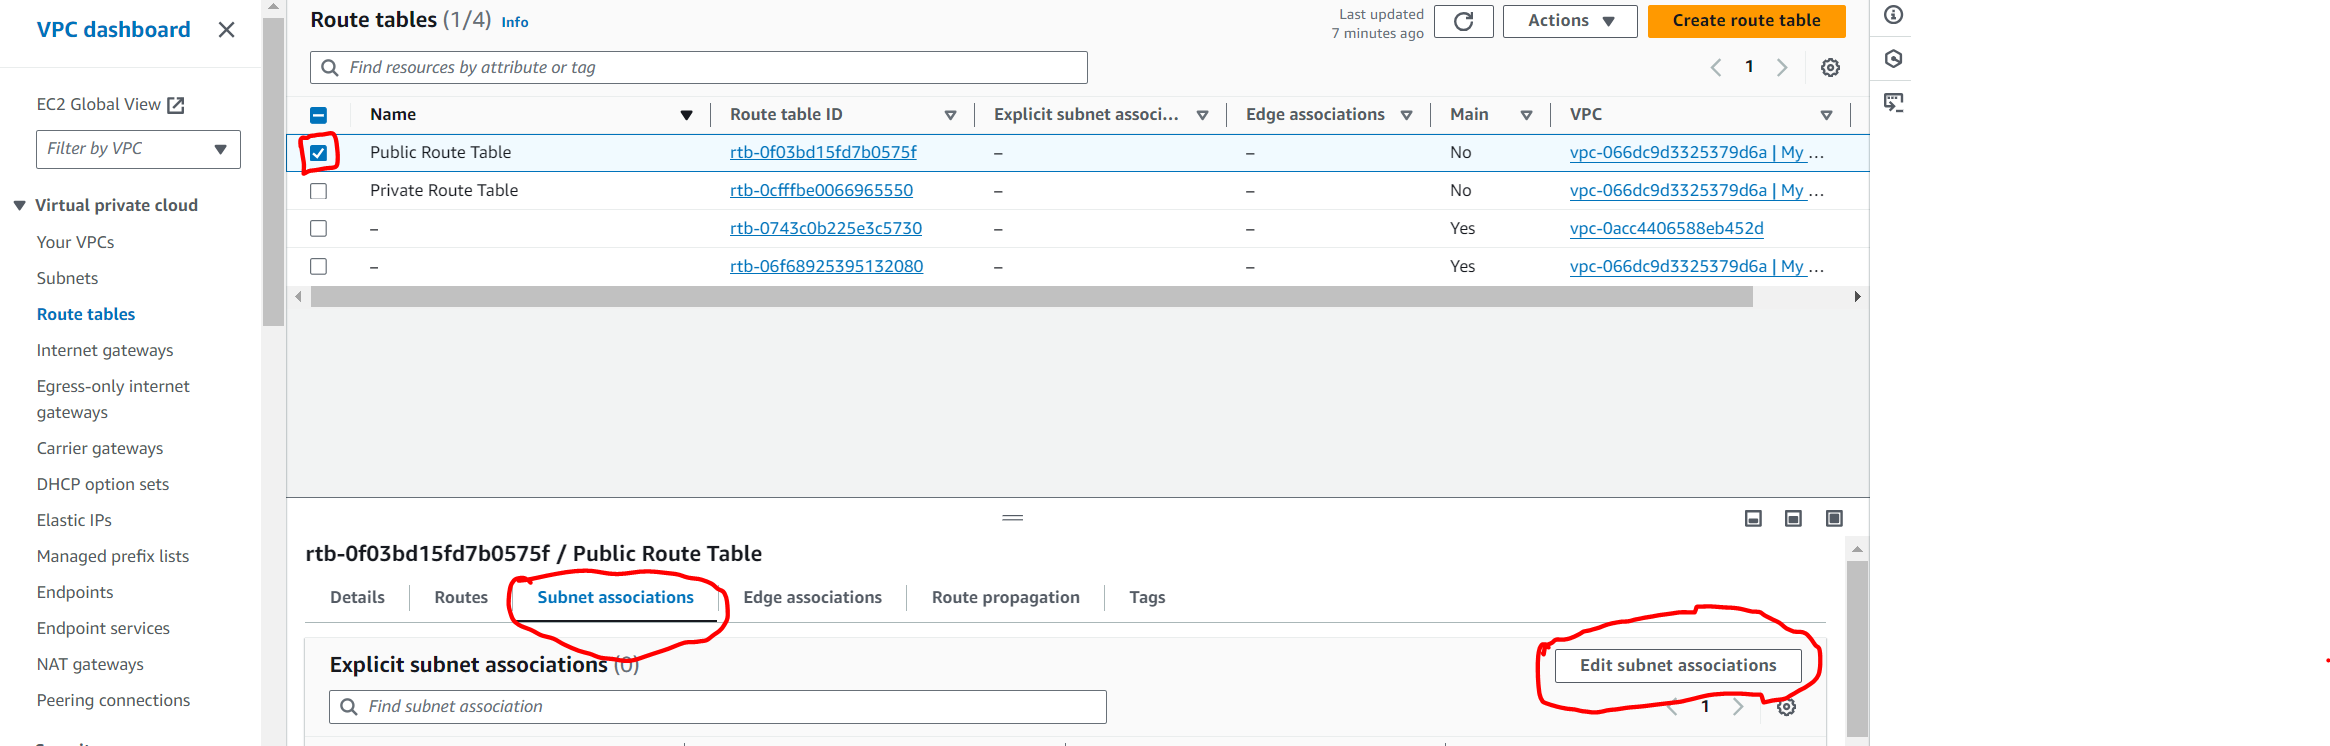 VPC dashboard
EC2 Global View
Filter by VPC
Virtual private cloud
Your VPCs
Subnets
Route tables
Internet gateways
Egress-only internet
gateways
Carrier gateways
DHCP option sets
Elastic IPs
Managed prefix lists
Endpoints
Endpoint services
NAT gateways
Peering connections
Route tables (1/4) Info
Last updated
7 minutes ago
Actions
Create route table
Find resources by attribute or tag
1
Name Route table ID Explicit subnet associ... Edge associations Main VPC
Public Route Table rtb-0f03bd15fd7b0575f – – No vpc-066dc9d3325379d6a | My ...
Private Route Table rtb-0cfffbe0066965550 – – No vpc-066dc9d3325379d6a | My ...
– rtb-0743c0b225e3c5730 – – Yes vpc-0acc4406588eb452d
– rtb-06f68925395132080 – – Yes vpc-066dc9d3325379d6a | My ...
rtb-0f03bd15fd7b0575f / Public Route Table
Details Routes Subnet associations Edge associations Route propagation Tags
Explicit subnet associations (0)
Edit subnet associations
Find subnet association
1